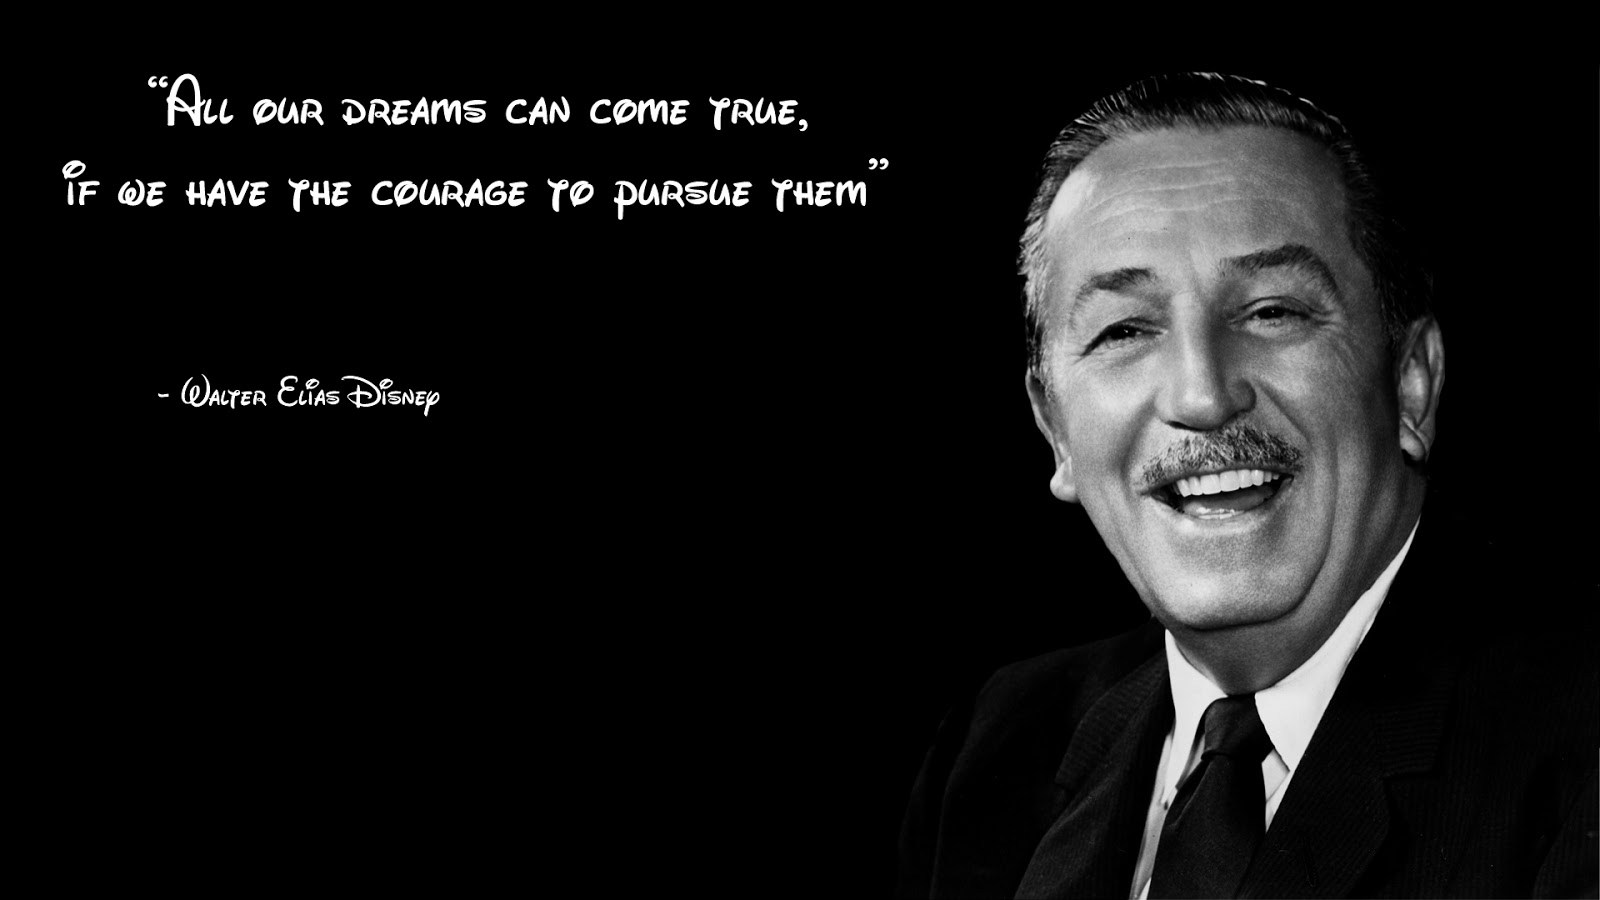 “All our dreams can come true,
if we have the courage to pursue them”
- Walter Elias Disney